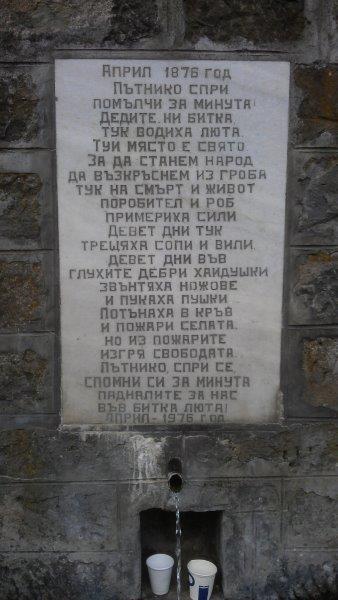 АПРИЛ 1876 ГОД
ПЪТНИКО СПРИ
ПОМЪЛЧИ ЗА МИНУТА!
ДЕДИТЕ НИ БИТКА,
ТУК ВОДИХА ЛЮТА.
ТУЙ МЯСТО Е СВЯТО
ЗА ДА СТАНЕМ НАРОД
ДА ВЪЗКРЪСНЕМ ИЗ ГРОБА
ТУК НА СМЪРТ И ЖИВОТ
ПОРОБИТЕЛ И РОБ
ПРИМЕРИХА СИЛИ
ДЕВЕТ ДНИ ТУК
ТРЕЩЯХА СОПИ И ВИЛИ,
ДЕВЕТ ДНИ ВЪВ
ГЛУХИТЕ ДЕБРИ ХАЙДУШКИ
ЗВЪНТЯХА НОЖОВЕ
И ПУКАХА ПУШКИ
ПОТЪНАХА В КРЪВ
И ПОЖАРИ СЕЛАТА.
НО ИЗ ПОЖАРИТЕ
ИЗГРЯ СВОБОДАТА.
ПЪТНИКО, СПРИ СЕ,
СПОМНИ СИ ЗА МИНУТА
ПАДНАЛИТЕ ЗА НАС
ВЪВ БИТКА ЛЮТА!
АПРИЛ - 1976 ГОД